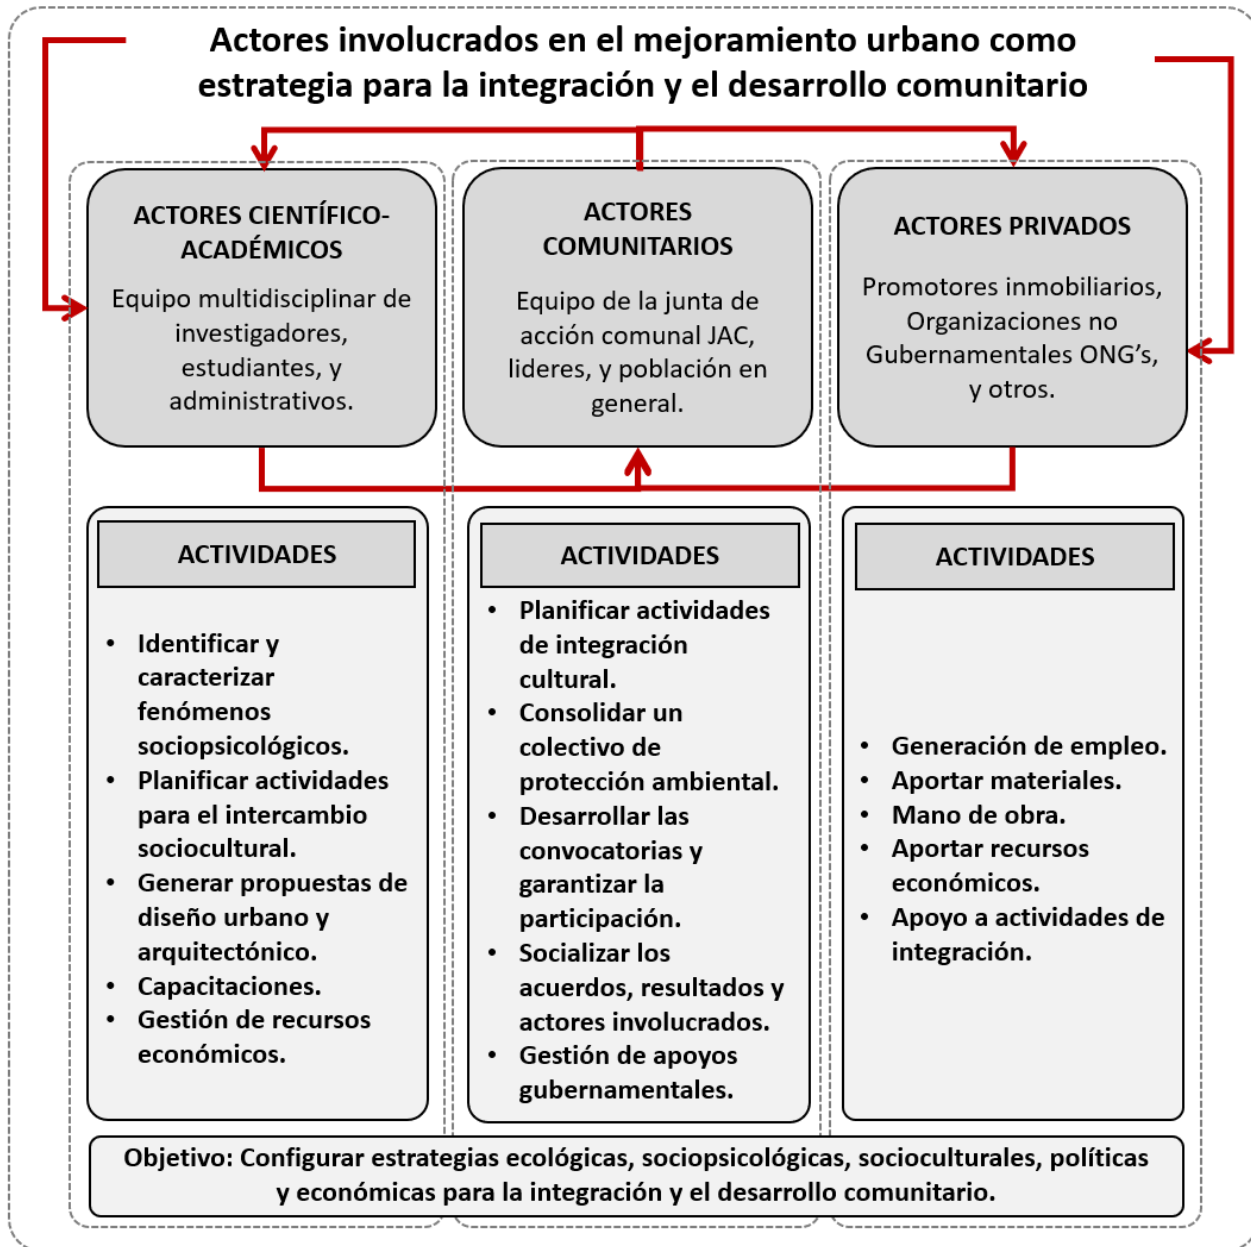 Actores involucrados en el mejoramiento urbano como
estrategia para la integración y el desarrollo comunitario
ACTORES CIENTÍFICO-
ACADÉMICOS
Equipo multidisciplinar de
investigadores,
estudiantes, y
administrativos.
ACTORES
COMUNITARIOS
Equipo de la junta de
acción comunal JAC,
lideres, y población en
general.
ACTORES PRIVADOS
Promotores inmobiliarios,
Organizaciones no
Gubernamentales ONG’s,
y otros.
ACTIVIDADES
• Identificar y
caracterizar
fenómenos
sociopsicológicos.
• Planificar actividades
para el intercambio
sociocultural.
• Generar propuestas de
diseño urbano y
arquitectónico.
• Capacitaciones.
• Gestión de recursos
económicos.
ACTIVIDADES
• Planificar actividades
de integración
cultural.
• Consolidar un
colectivo de
protección ambiental.
• Desarrollar las
convocatorias y
garantizar la
participación.
• Socializar los
acuerdos, resultados y
actores involucrados.
• Gestión de apoyos
gubernamentales.
ACTIVIDADES
• Generación de empleo.
• Aportar materiales.
• Mano de obra.
• Aportar recursos
económicos.
• Apoyo a actividades de
integración.
Objetivo: Configurar estrategias ecológicas, sociopsicológicas, socioculturales, políticas
y económicas para la integración y el desarrollo comunitario.